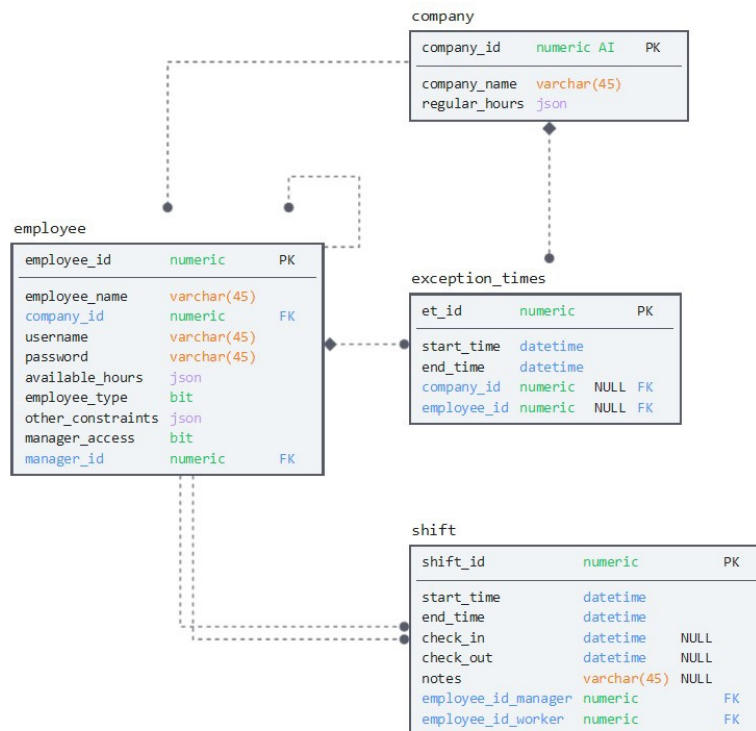 company
company_id numeric AI PK
company_name varchar(45)
regular_hours json
employee
employee_id numeric PK
employee_name varchar(45)
company_id numeric FK
username varchar(45)
password varchar(45)
available_hours json
employee_type bit
other_constraints json
manager_access bit
manager_id numeric FK
exception_times
et_id numeric PK
start_time datetime
end_time datetime
company_id numeric NULL FK
employee_id numeric NULL FK
shift
shift_id numeric PK
start_time datetime
end_time datetime
check_in datetime NULL
check_out datetime NULL
notes varchar(45) NULL
employee_id_manager numeric FK
employee_id_worker numeric FK